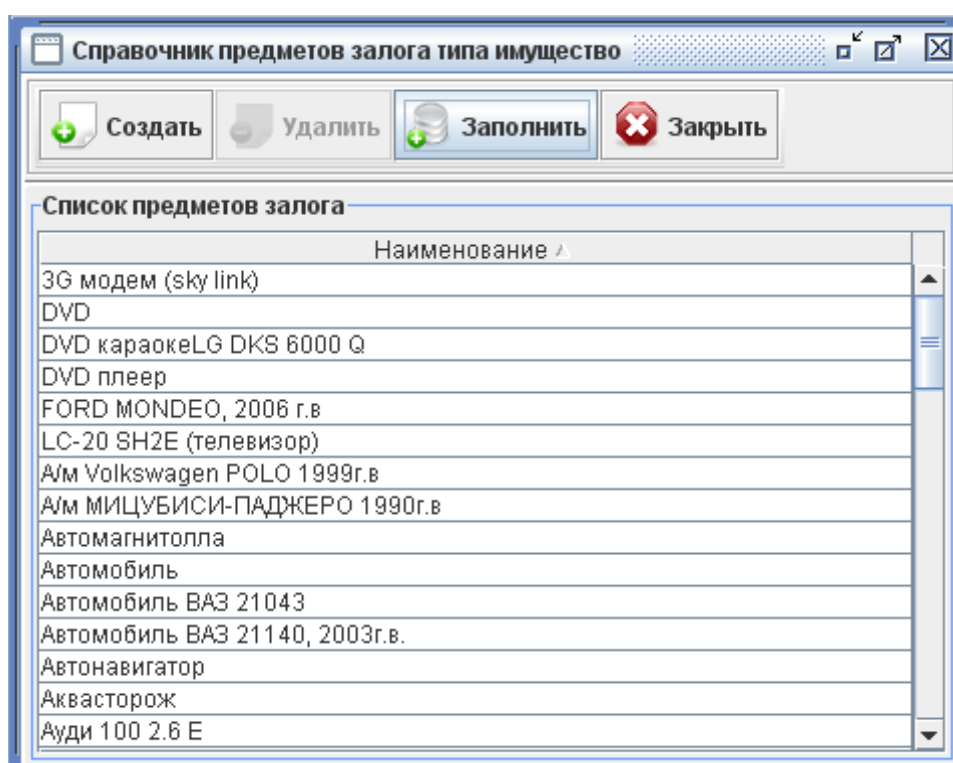 Справочник предметов залога типа имущество
Создать Удалить Заполнить Закрыть
Список предметов залога
Наименование
3G модем (sky link)
DVD
DVD караокеLG DKS 6000 Q
DVD плеер
FORD MONDEO, 2006 г.в
LC-20 SH2E (телевизор)
А/м Volkswagen POLO 1999г.в
А/м МИЦУБИСИ-ПАДЖЕРО 1990г.в
Автомагнитолла
Автомобиль
Автомобиль ВАЗ 21043
Автомобиль ВАЗ 21140, 2003г.в.
Автонавигатор
Аквасторож
Ауди 100 2.6 Е